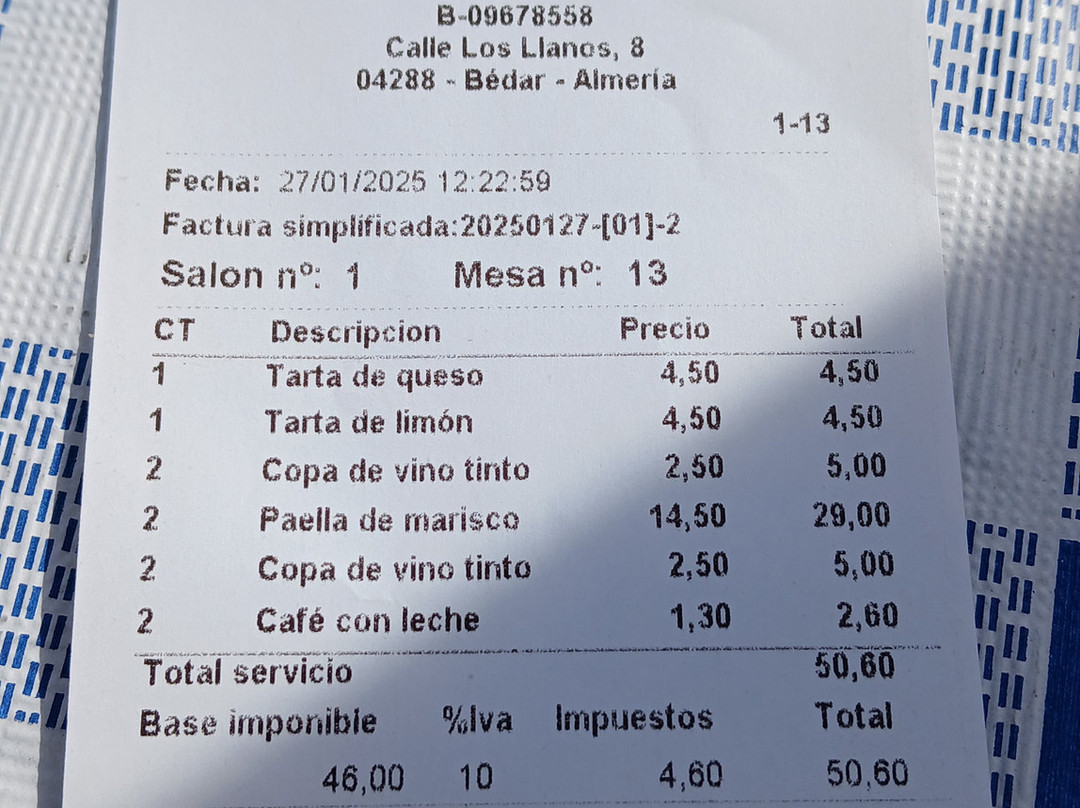 B-09678558
Calle Los Llanos, 8
04288 - Bédar - Almería
1-13
Fecha: 27/01/2025 12:22:59
Factura simplificada:20250127-[01]-2
Salon nº: 1 Mesa nº: 13
CT Descripcion Precio Total
1 Tarta de queso 4,50 4,50
1 Tarta de limón 4,50 4,50
2 Copa de vino tinto 2,50 5,00
2 Paella de marisco 14,50 29,00
2 Copa de vino tinto 2,50 5,00
2 Café con leche 1,30 2,60
Total servicio 50,60
Base imponible %Iva Impuestos Total
46,00 10 4,60 50,60